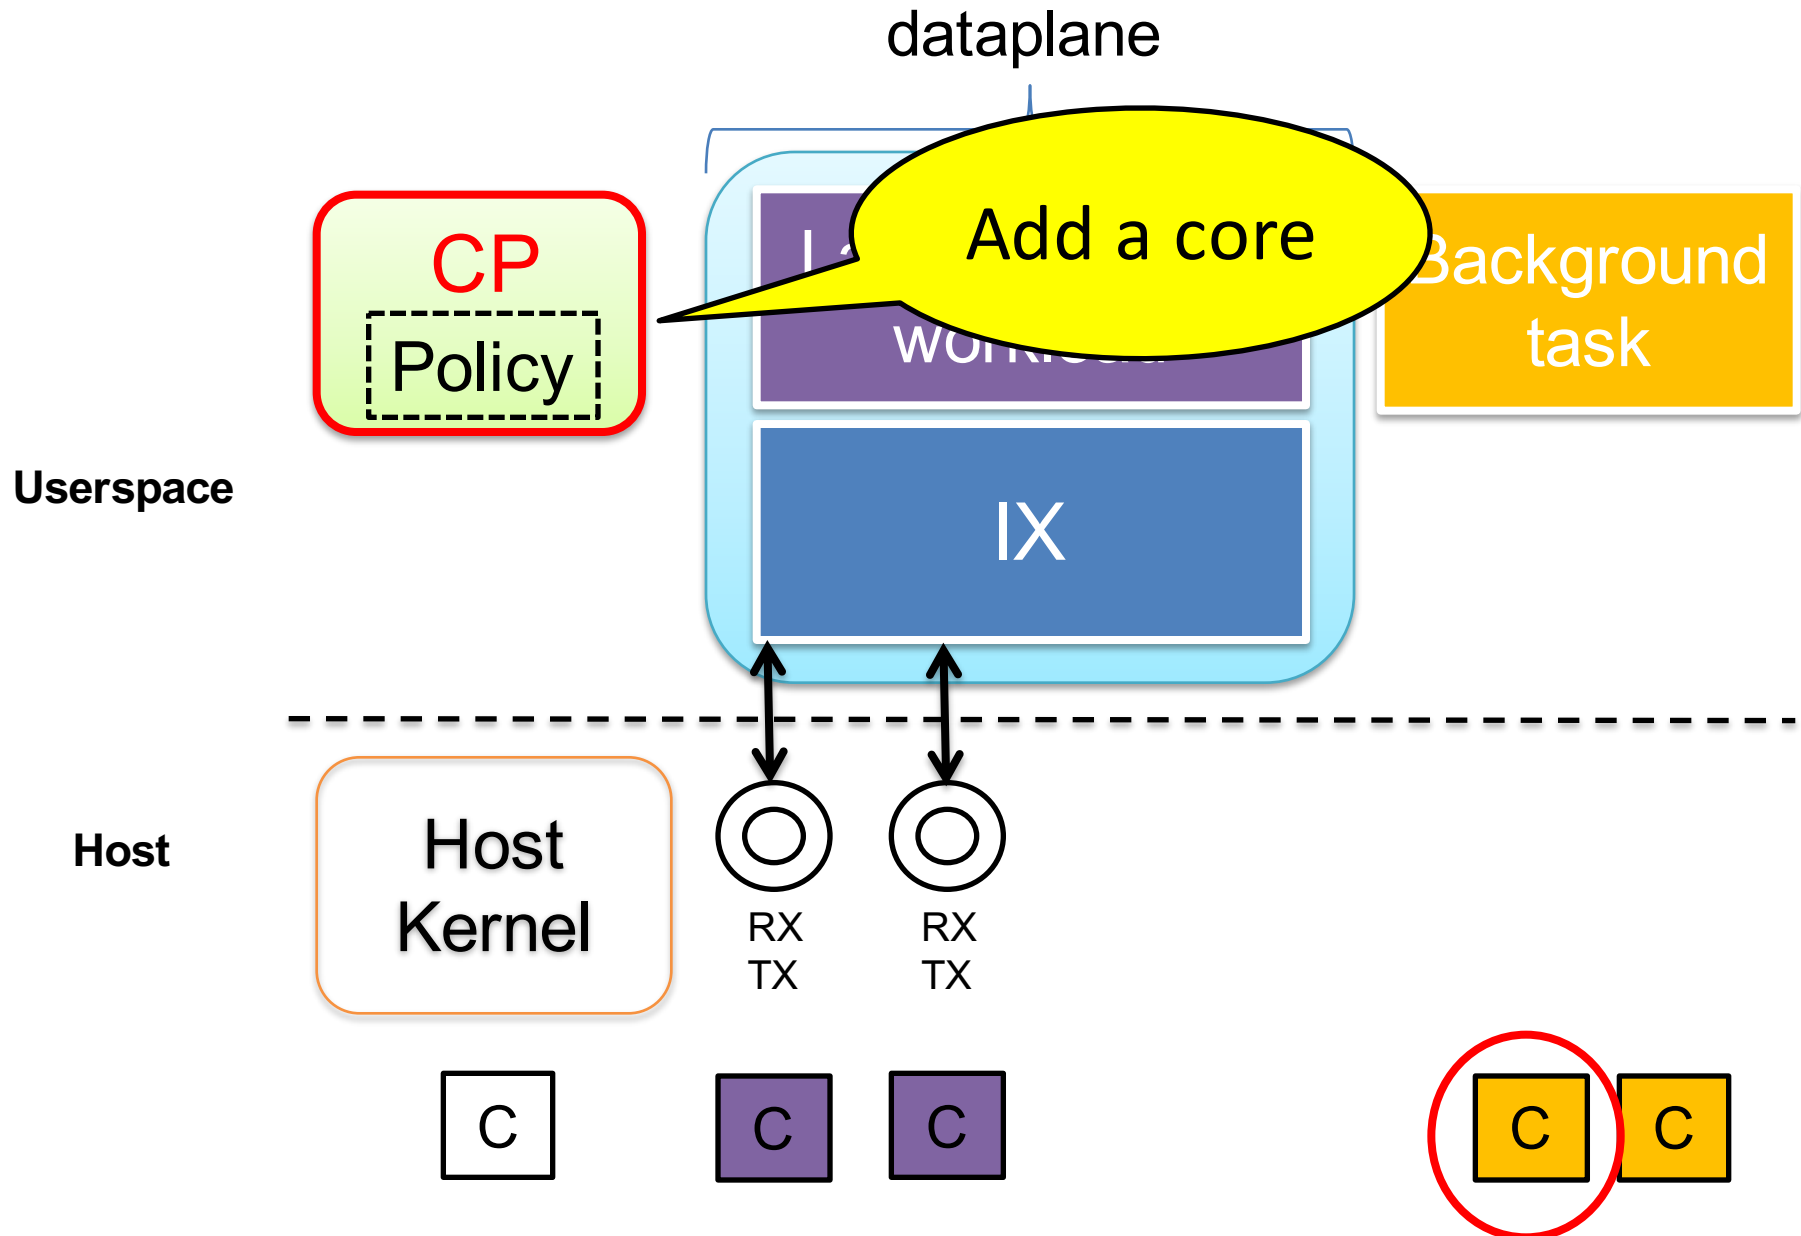 dataplane
CP
Policy
Add a core
Background
task
Userspace
IX
Host
Host
Kernel
RX
TX
RX
TX
C
C
C
C
C